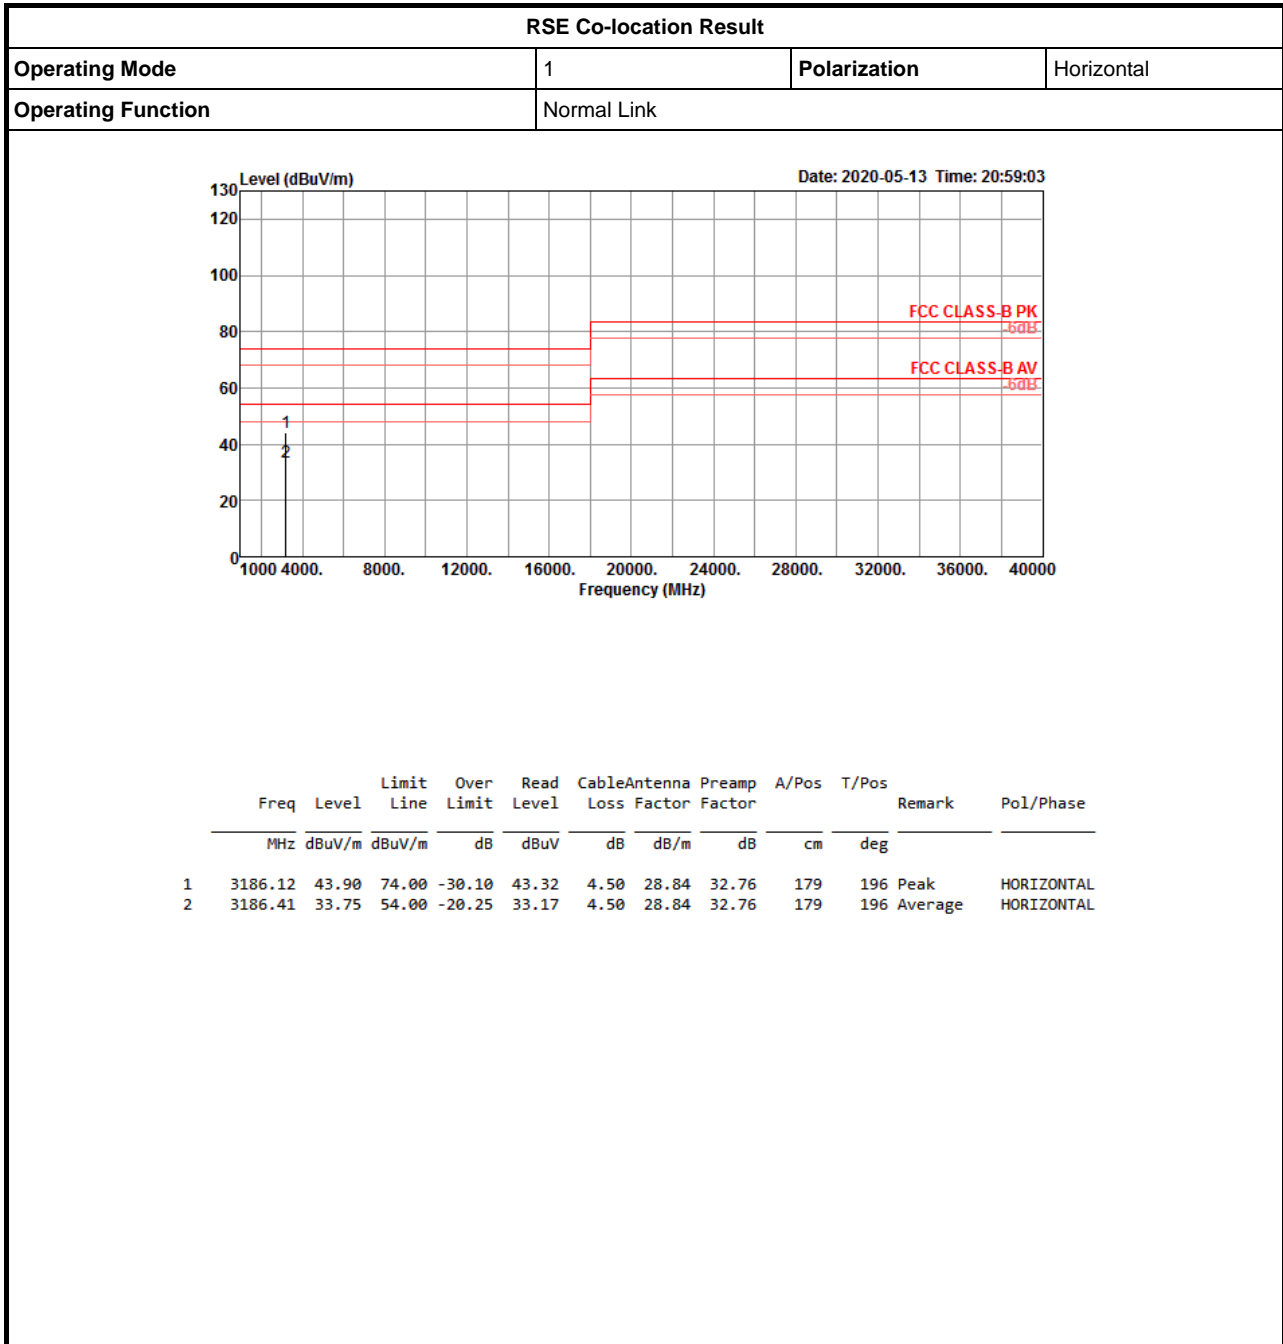 RSE Co-location Result
Operating Mode 1 Polarization Horizontal
Operating Function Normal Link
Level (dBuV/m) Date: 2020-05-13 Time: 20:59:03
130
120
100
FCC CLASS-B PK
80
-6dB
FCC CLASS-B AV
60
-6dB
1
40
2
20
0
1000 4000. 8000. 12000. 16000. 20000. 24000. 28000. 32000. 36000. 40000
Frequency (MHz)
Limit Over Read CableAntenna Preamp A/Pos T/Pos
Freq Level Line Limit Level Loss Factor Factor Remark Pol/Phase
MHz dBuV/m dBuV/m dB dBuV dB dB/m dB cm deg
1 3186.12 43.90 74.00 -30.10 43.32 4.50 28.84 32.76 179 196 Peak HORIZONTAL
2 3186.41 33.75 54.00 -20.25 33.17 4.50 28.84 32.76 179 196 Average HORIZONTAL